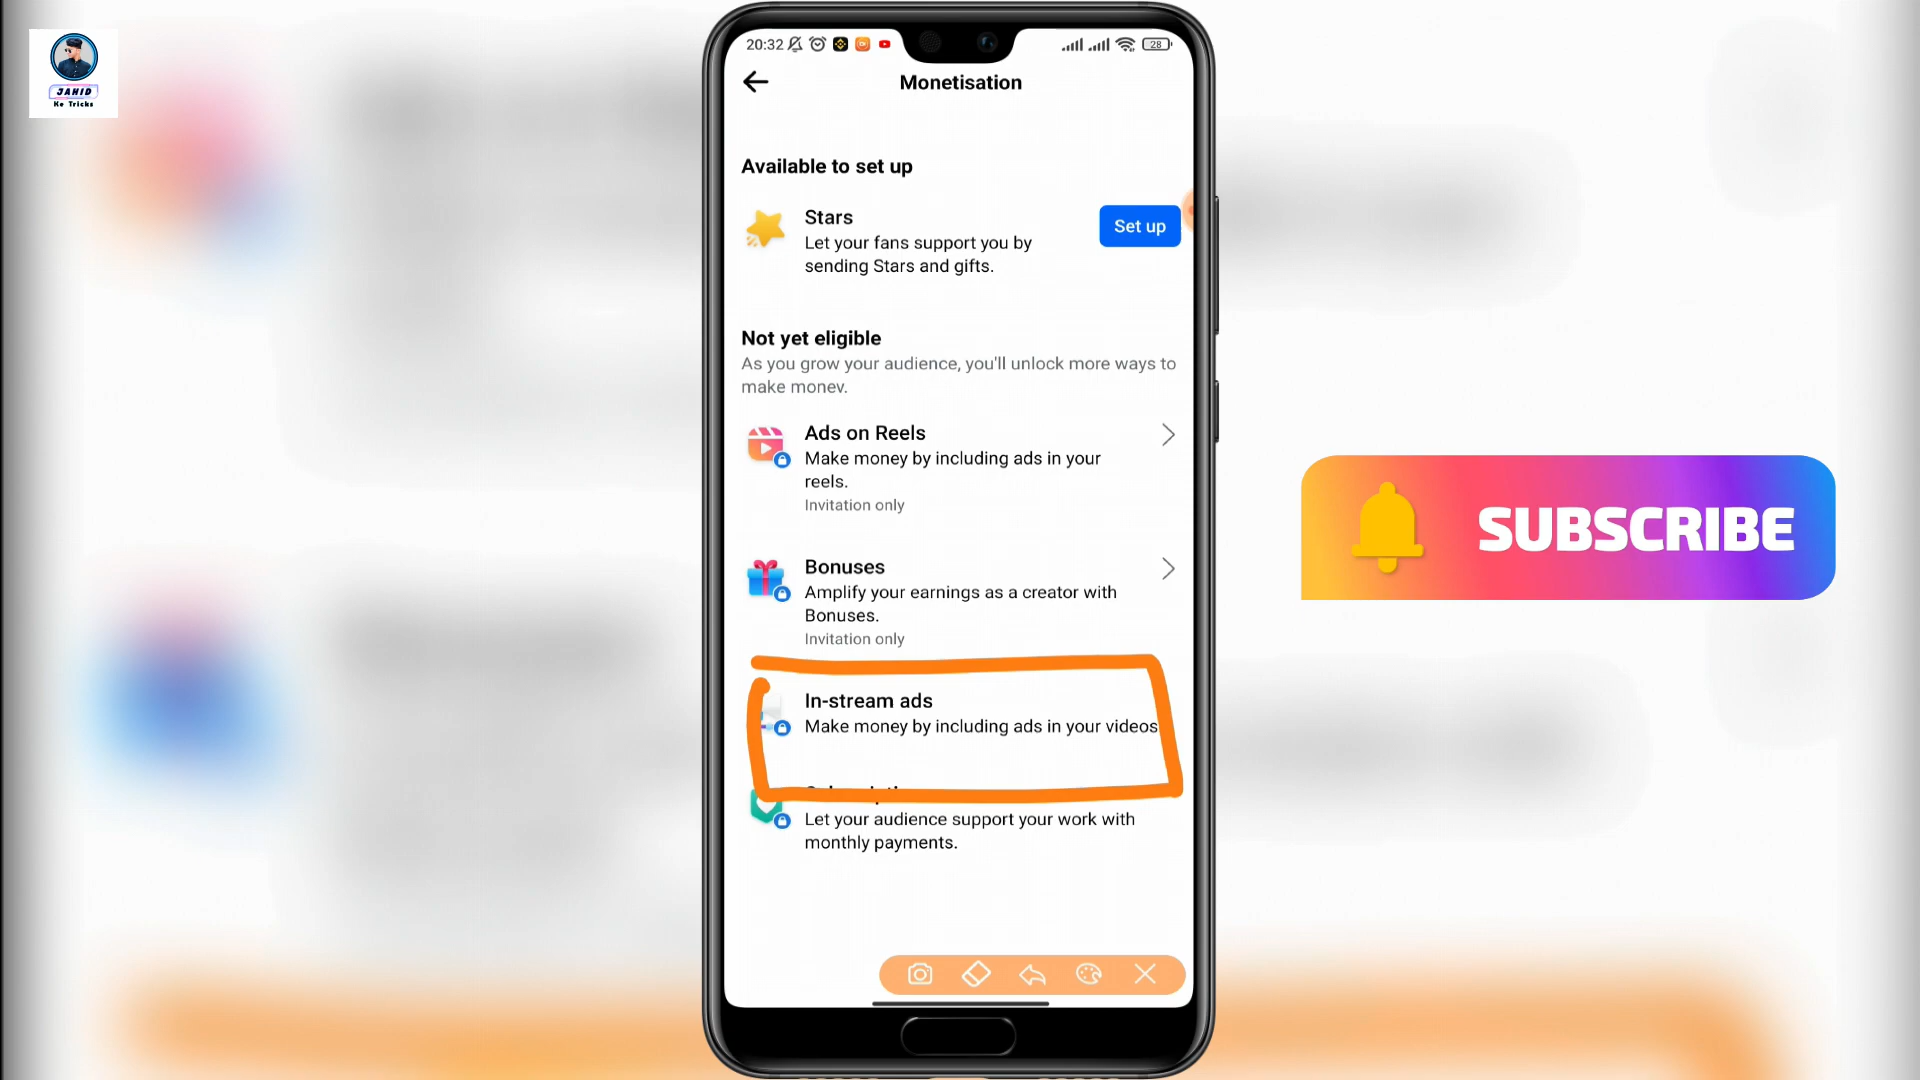 JAHID
Ke Tricks
20:32
28
Monetisation
Available to set up
Stars
Let your fans support you by
sending Stars and gifts.
Set up
Not yet eligible
As you grow your audience, you'll unlock more ways to
make money.
Ads on Reels
Make money by including ads in your
reels.
Invitation only
Bonuses
Amplify your earnings as a creator with
Bonuses.
Invitation only
In-stream ads
Make money by including ads in your videos
Let your audience support your work with
monthly payments.
SUBSCRIBE